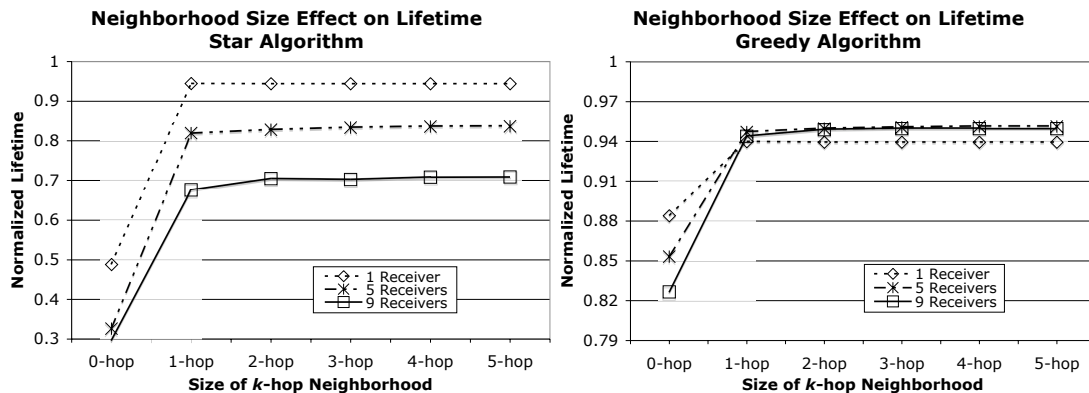 Neighborhood Size Effect on Lifetime
Star Algorithm
Normalized Lifetime
1
0.9
0.8
0.7
0.6
0.5
0.4
0.3
1 Receiver
5 Receivers
9 Receivers
0-hop 1-hop 2-hop 3-hop 4-hop 5-hop
Size of k-hop Neighborhood
Neighborhood Size Effect on Lifetime
Greedy Algorithm
Normalized Lifetime
1
0.97
0.94
0.91
0.88
0.85
0.82
0.79
1 Receiver
5 Receivers
9 Receivers
0-hop 1-hop 2-hop 3-hop 4-hop 5-hop
Size of k-hop Neighborhood